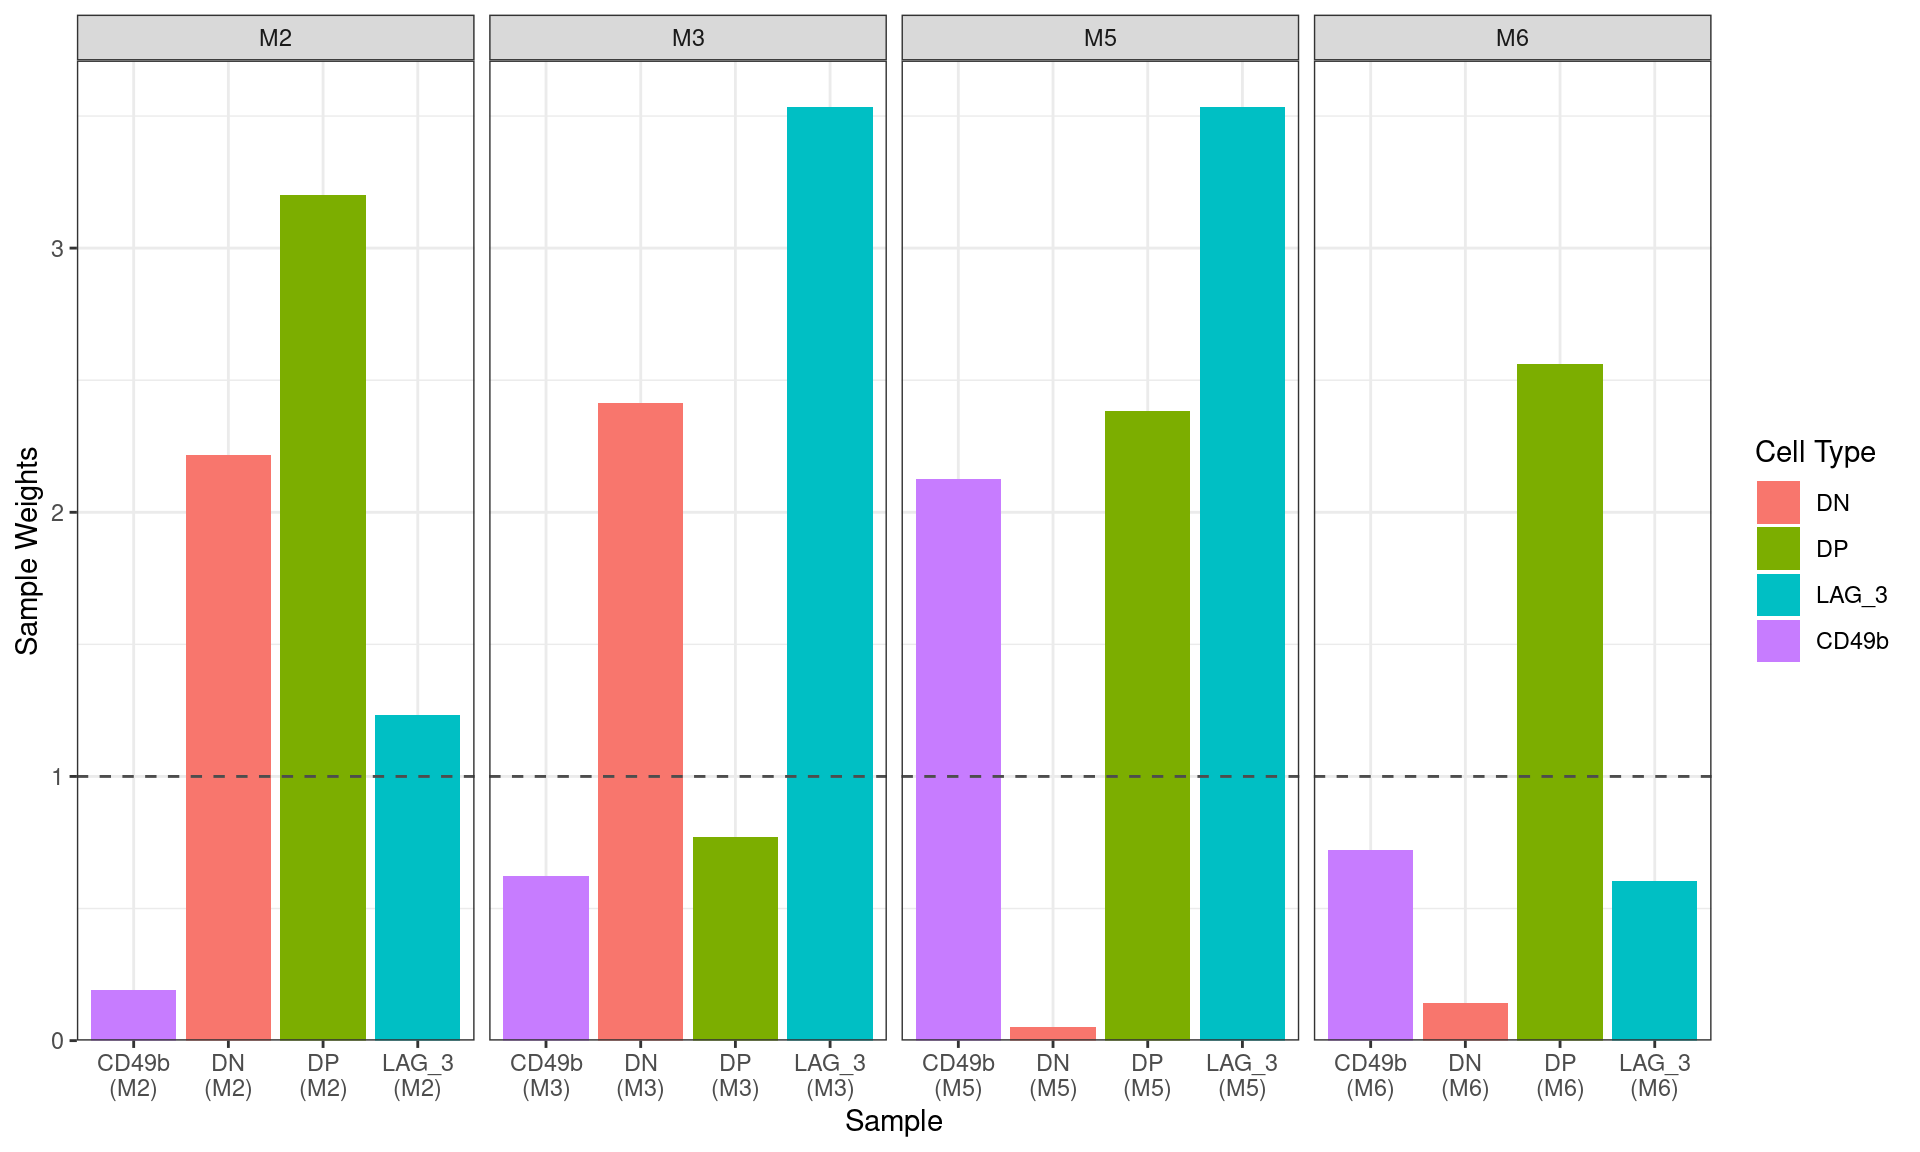 M2
M3
M5
M6
Sample Weights
3
2
1
0
CD49b
(M2)
DN
(M2)
DP
(M2)
LAG_3
(M2)
CD49b
(M3)
DN
(M3)
DP
(M3)
LAG_3
(M3)
CD49b
(M5)
DN
(M5)
DP
(M5)
LAG_3
(M5)
CD49b
(M6)
DN
(M6)
DP
(M6)
LAG_3
(M6)
Sample
Cell Type
DN
DP
LAG_3
CD49b